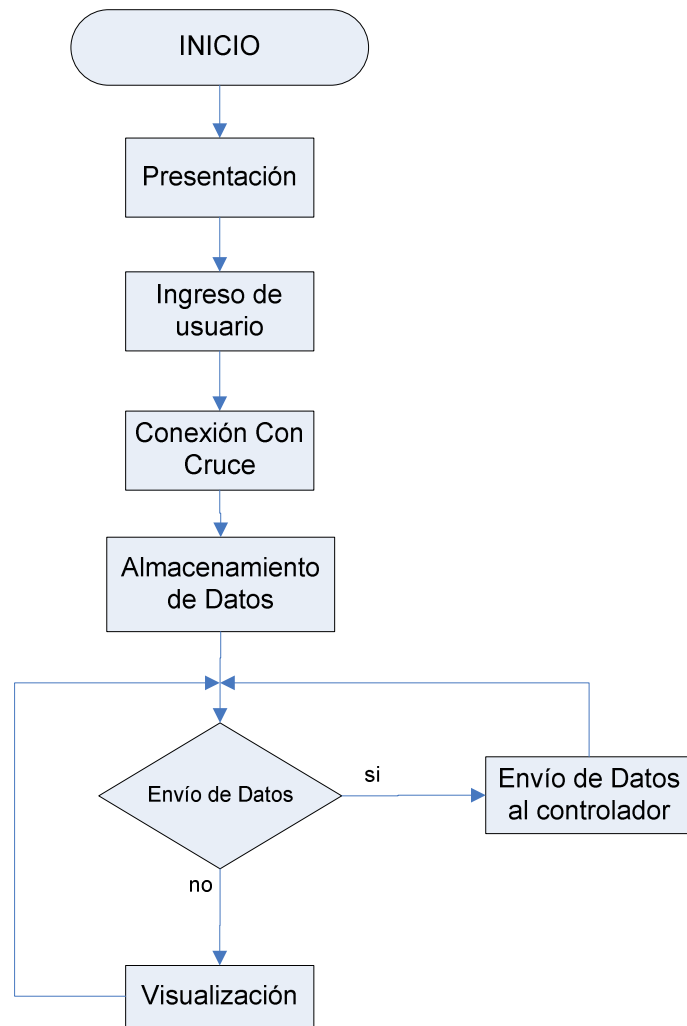 INICIO
Presentación
Ingreso de
usuario
Conexión Con
Cruce
Almacenamiento
de Datos
Envío de Datos
si
Envío de Datos
al controlador
no
Visualización